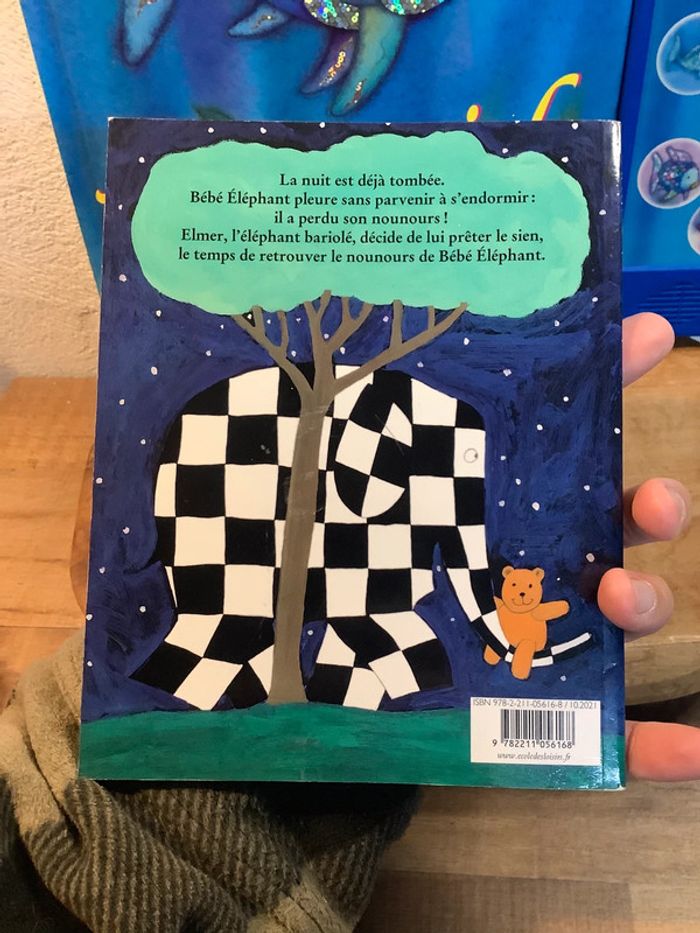 La nuit est déjà tombée.
Bébé Éléphant pleure sans parvenir à s'endormir :
il a perdu son nounours !
Elmer, l'éléphant bariolé, décide de lui prêter le sien,
le temps de retrouver le nounours de Bébé Éléphant.
ISBN 978-2-211-05616-8 / 10.2021
9 782211 056168
www.ecoledesloisirs.fr